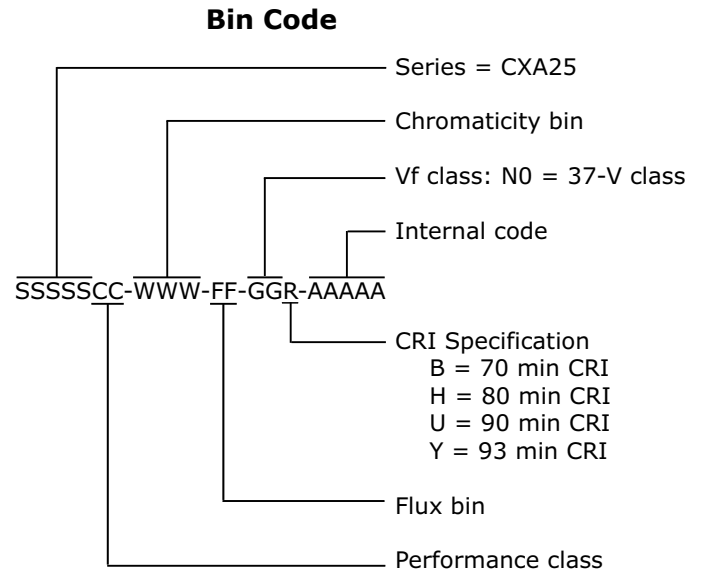 Bin Code
Series = CXA25
Chromaticity bin
Vf class: N0 = 37-V class
Internal code
SSSSSCC-WWW-FF-GGR-AAAAA
CRI Specification
B = 70 min CRI
H = 80 min CRI
U = 90 min CRI
Y = 93 min CRI
Flux bin
Performance class